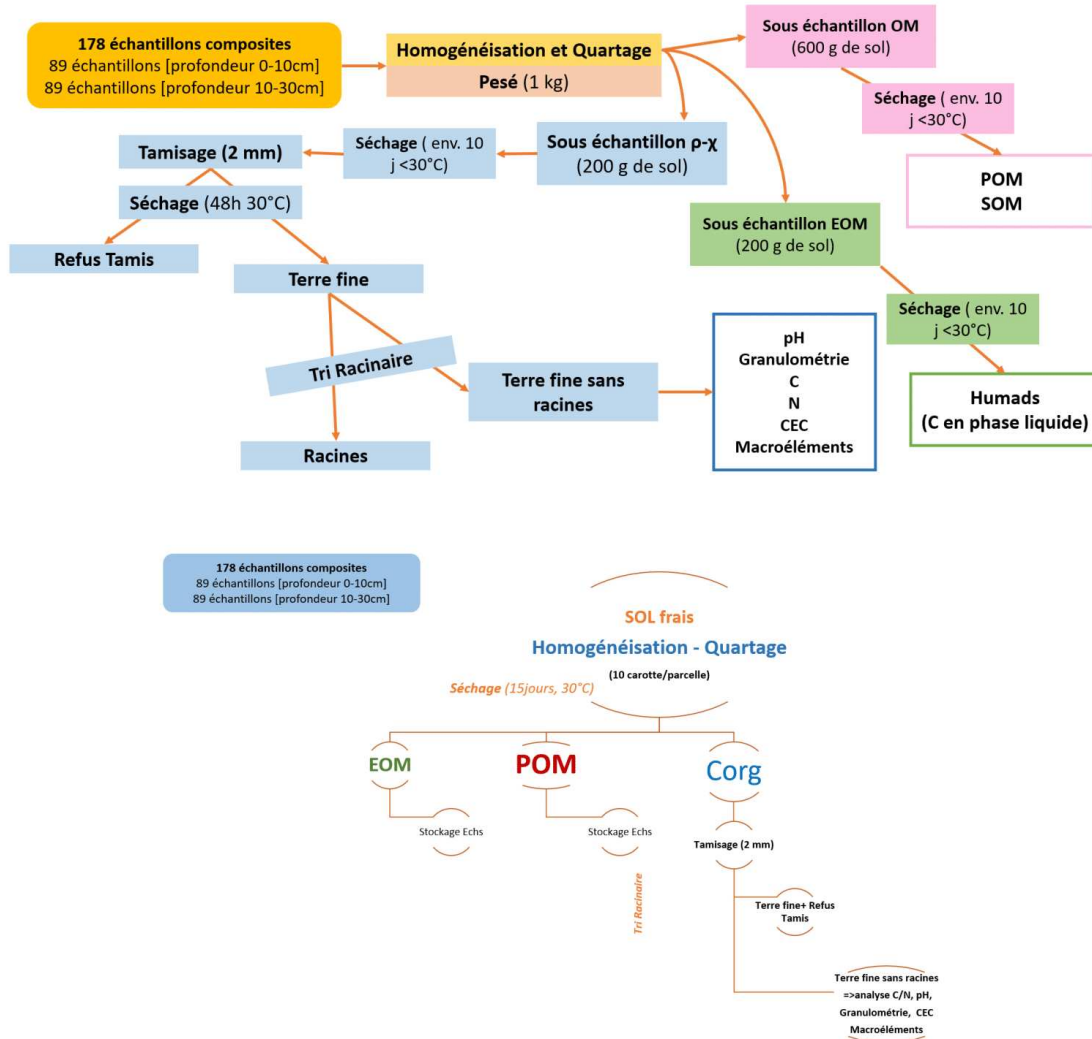 178 échantillons composites
89 échantillons [profondeur 0-10cm]
89 échantillons [profondeur 10-30cm]
Homogénéisation et Quartage
Pesé (1 kg)
Sous échantillon OM
(600 g de sol)
Séchage ( env. 10
j <30°C)
POM
SOM
Sous échantillon ρ-χ
(200 g de sol)
Séchage ( env. 10
j <30°C)
Tamisage (2 mm)
Séchage (48h 30°C)
Refus Tamis
Terre fine
Tri Racinaire
Racines
Terre fine sans
racines
pH
Granulométrie
C
N
CEC
Macroéléments
Sous échantillon EOM
(200 g de sol)
Séchage ( env. 10
j <30°C)
Humads
(C en phase liquide)
178 échantillons composites
89 échantillons [profondeur 0-10cm]
89 échantillons [profondeur 10-30cm]
SOL frais
Homogénéisation - Quartage
(10 carotte/parcelle)
Séchage (15jours, 30°C)
EOM
POM
Corg
Stockage Echs
Stockage Echs
Tamisage (2 mm)
Tri Racinaire
Terre fine+ Refus
Tamis
Terre fine sans racines
=>analyse C/N, pH,
Granulométrie, CEC
Macroéléments